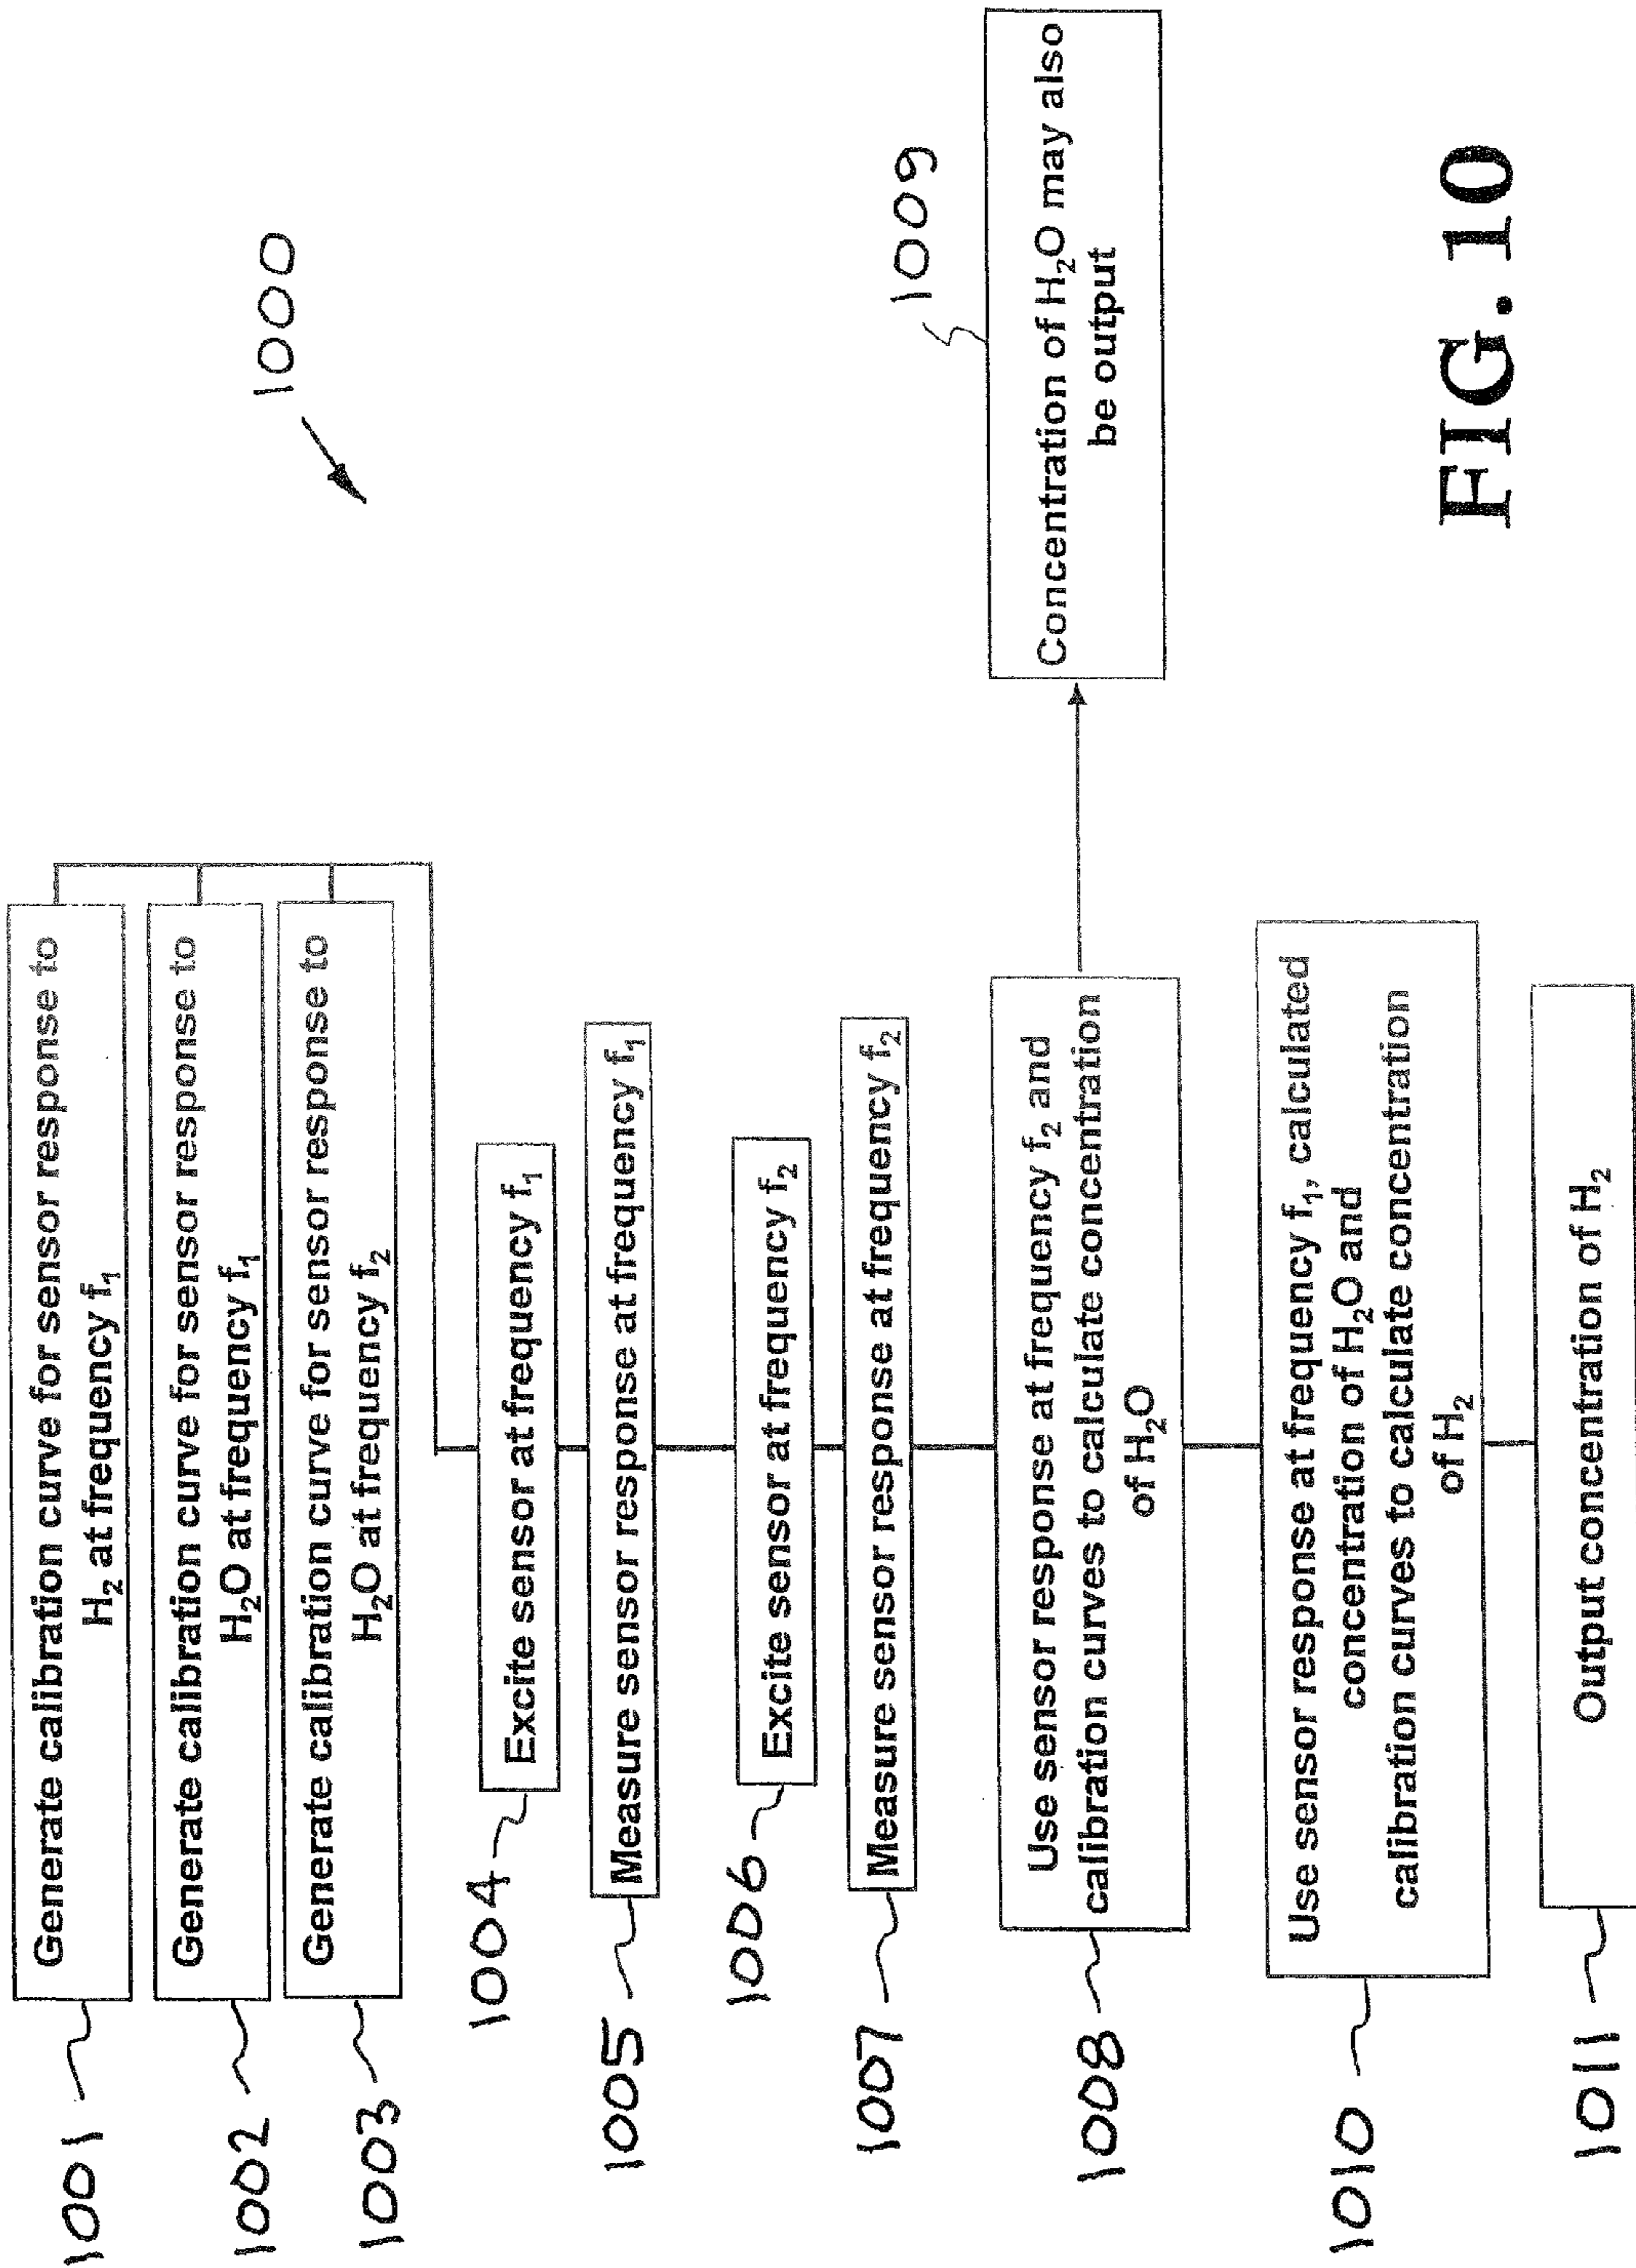 1000
1001
Generate calibration curve for sensor response to
H₂ at frequency f₁
1002
Generate calibration curve for sensor response to
H₂O at frequency f₁
1003
Generate calibration curve for sensor response to
H₂O at frequency f₂
1004
Excite sensor at frequency f₁
1005
Measure sensor response at frequency f₁
1006
Excite sensor at frequency f₂
1007
Measure sensor response at frequency f₂
1008
Use sensor response at frequency f₂ and
calibration curves to calculate concentration
of H₂O
1009
Concentration of H₂O may also
be output
1010
Use sensor response at frequency f₁, calculated
concentration of H₂O and
calibration curves to calculate concentration
of H₂
1011
Output concentration of H₂
FIG. 10